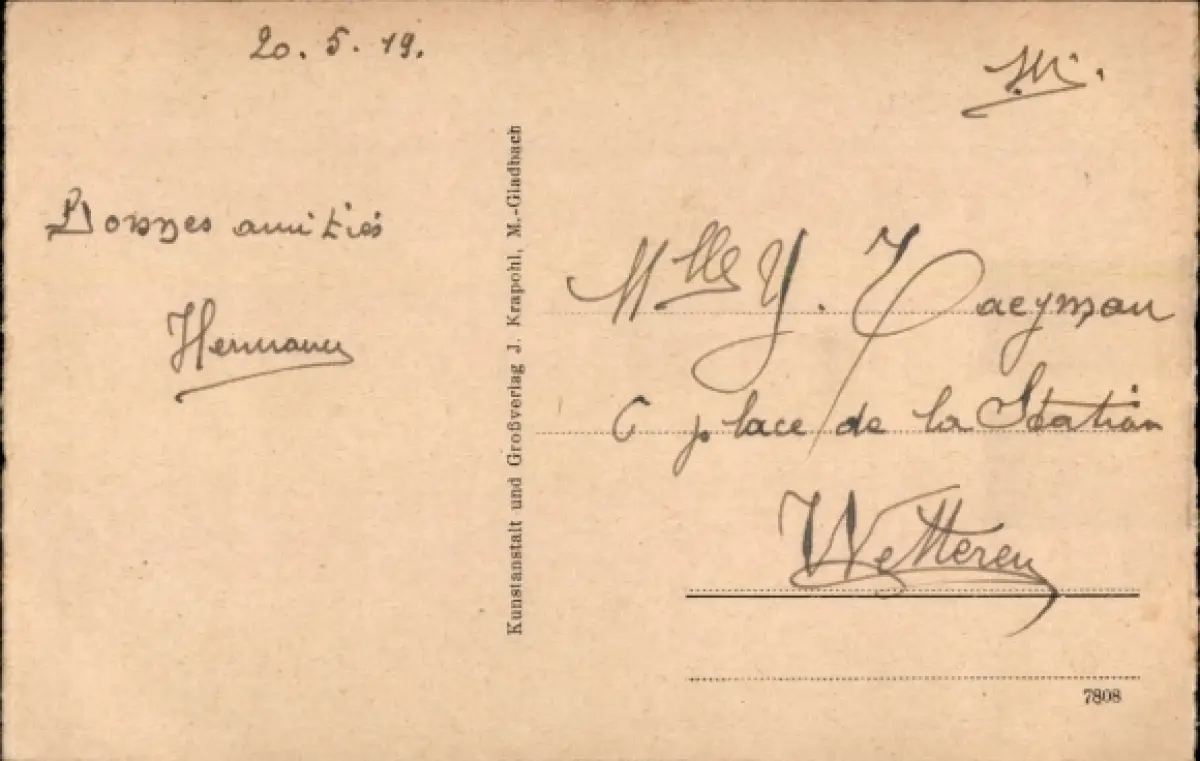 20.5.19.
S.M.
Bonnes amitiés
Hermann
Kunstanstalt und Großverlag J. Krapohl, M.-Gladbach
Mlle Y. Taeyman
6 place de la Station
Wetteren
7808